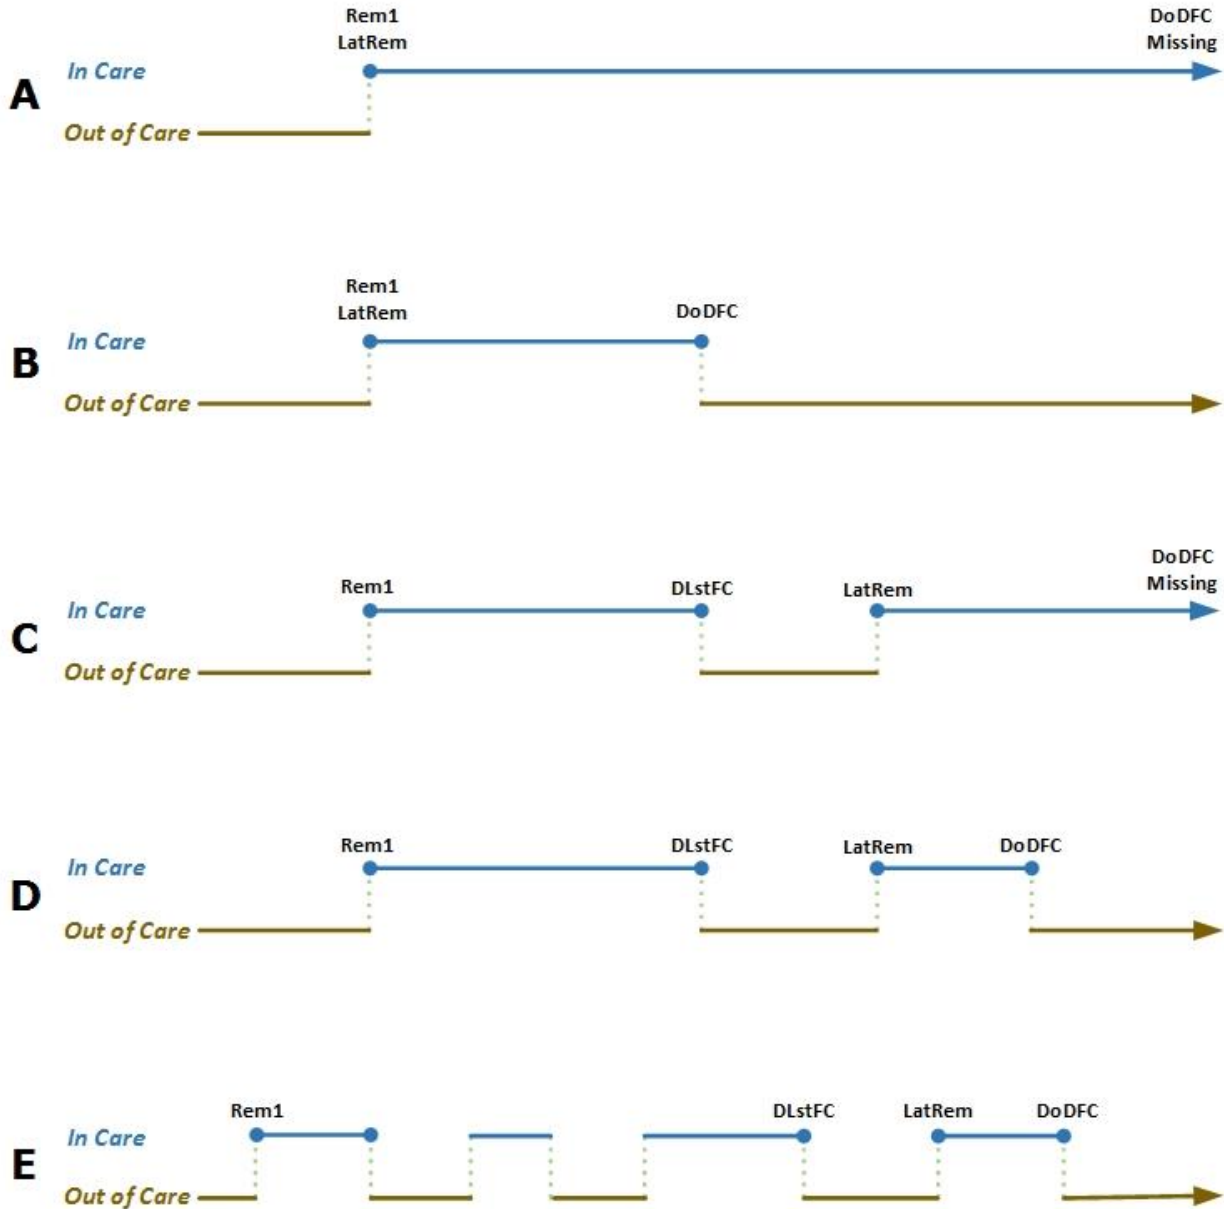 Rem1
LatRem
DoDFC
Missing
In Care
A
Out of Care
Rem1
LatRem
DoDFC
In Care
B
Out of Care
Rem1
DLstFC
LatRem
DoDFC
Missing
In Care
C
Out of Care
Rem1
DLstFC
LatRem
DoDFC
In Care
D
Out of Care
Rem1
DLstFC
LatRem
DoDFC
In Care
E
Out of Care